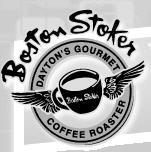 Boston Stoker
DAYTON'S GOURMET
Boston Stoker
COFFEE ROASTER